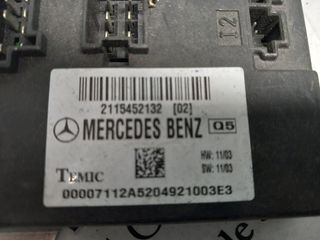 I2
2115452132 [02]
MERCEDES BENZ Q5
HW: 11/03
SW: 11/03
TEMIC
00007112A5204921003E3